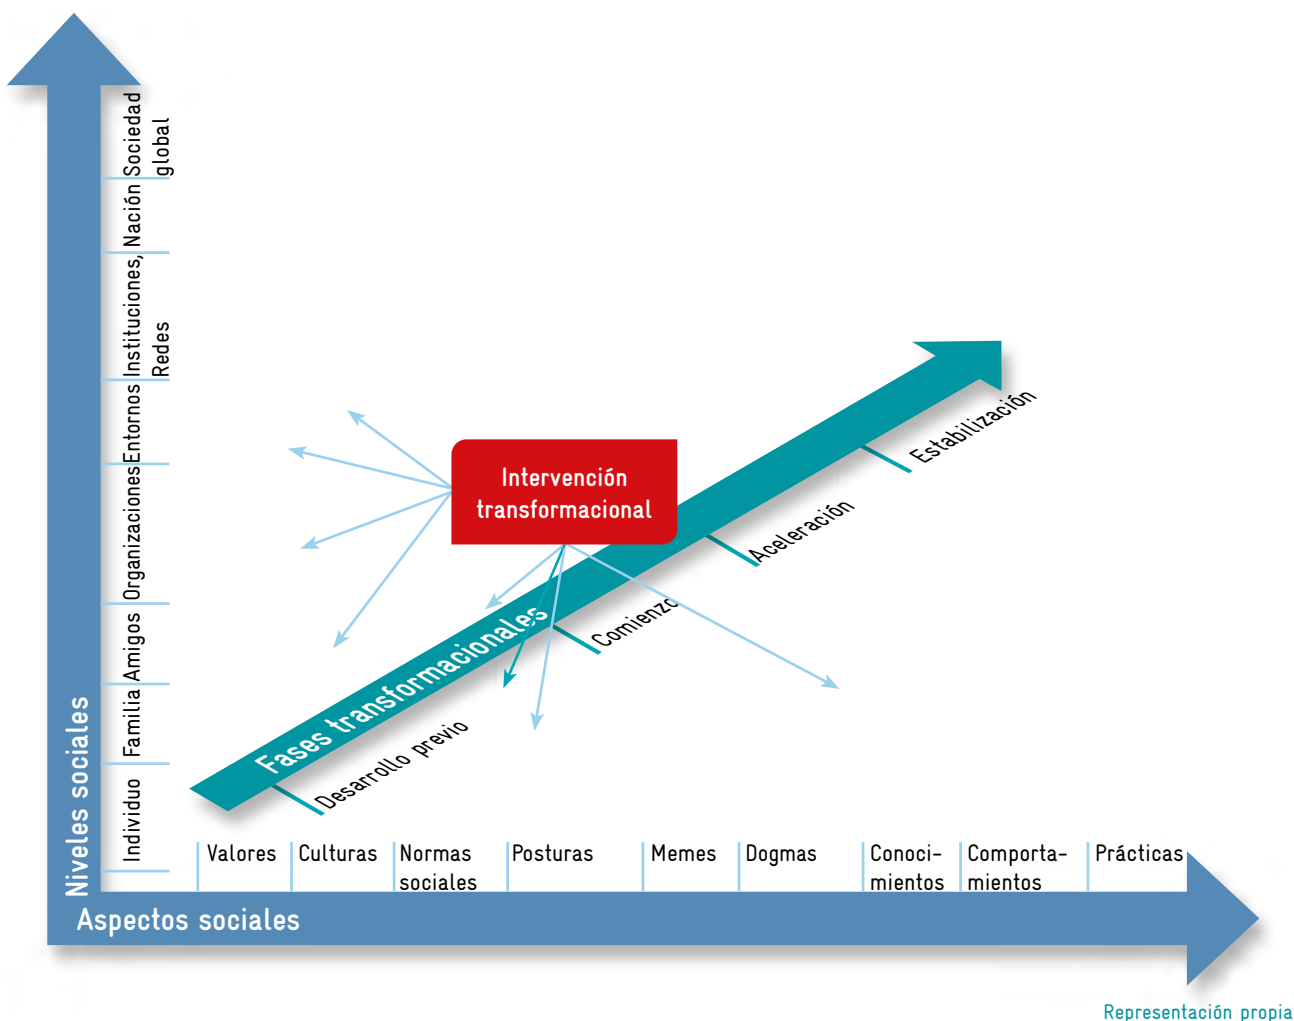 Sociedad
global
Nación
Instituciones,
Redes
Entornos
Organizaciones
Amigos
Familia
Individuo
Niveles sociales
Intervención
transformacional
Fases transformacionales
Desarrollo previo
Comienzo
Aceleración
Estabilización
Valores
Culturas
Normas
sociales
Posturas
Memes
Dogmas
Conoci-
mientos
Comporta-
mientos
Prácticas
Aspectos sociales
Representación propia